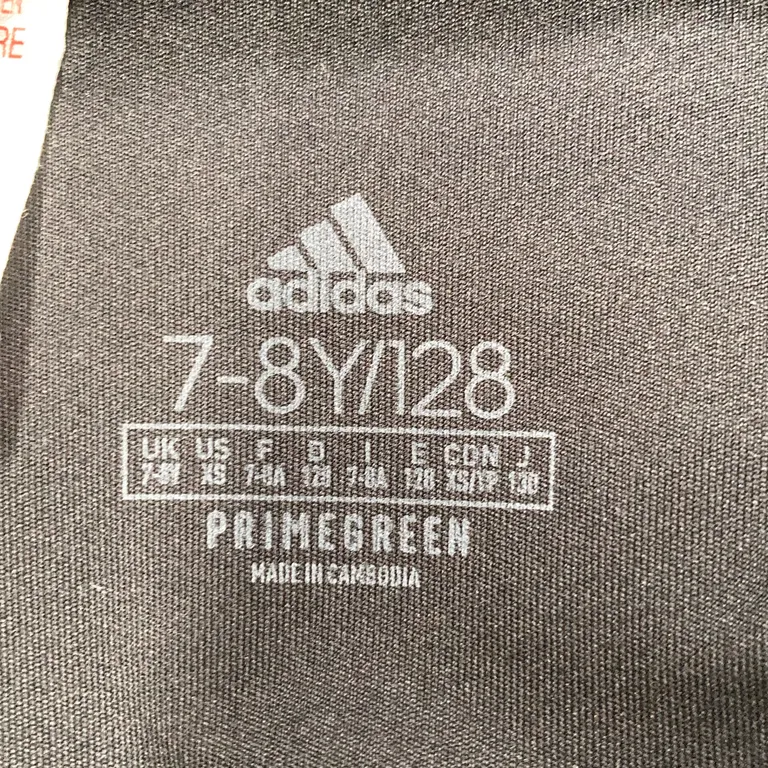 RE
adidas
7-8Y/128
UK US F D I E CDN J
7-8Y XS 7-8A 128 7-8A 128 XS/TP 130
PRIMEGREEN
MADE IN CAMBODIA